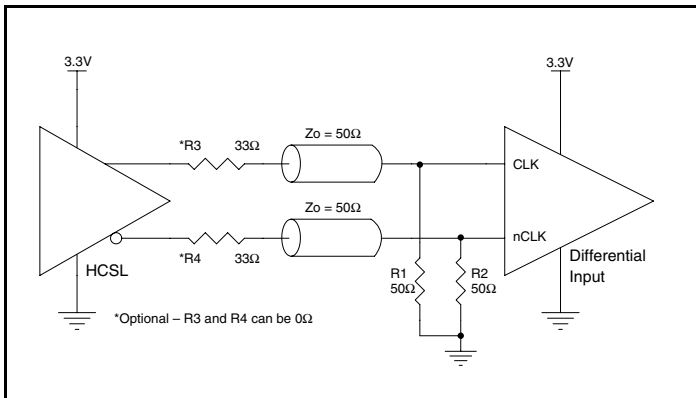 3.3V
3.3V
*R3 33Ω
Zo = 50Ω
CLK
Zo = 50Ω
*R4 33Ω
nCLK
HCSL
R1
50Ω
R2
50Ω
Differential
Input
*Optional – R3 and R4 can be 0Ω